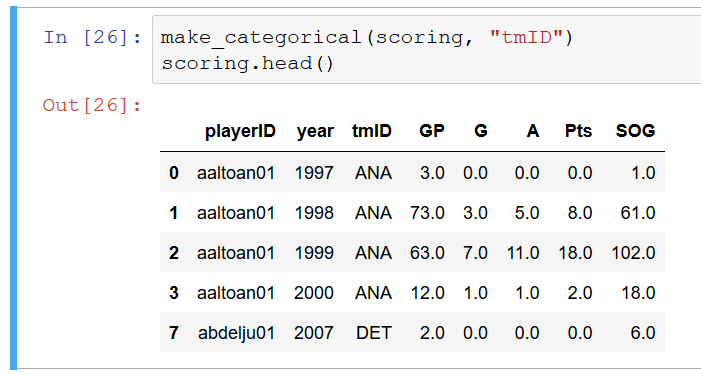 In [26]: make_categorical(scoring, "tmID")
scoring.head()
Out[26]:
playerID year tmID GP G A Pts SOG
0 aaltoan01 1997 ANA 3.0 0.0 0.0 0.0 1.0
1 aaltoan01 1998 ANA 73.0 3.0 5.0 8.0 61.0
2 aaltoan01 1999 ANA 63.0 7.0 11.0 18.0 102.0
3 aaltoan01 2000 ANA 12.0 1.0 1.0 2.0 18.0
7 abdelju01 2007 DET 2.0 0.0 0.0 0.0 6.0